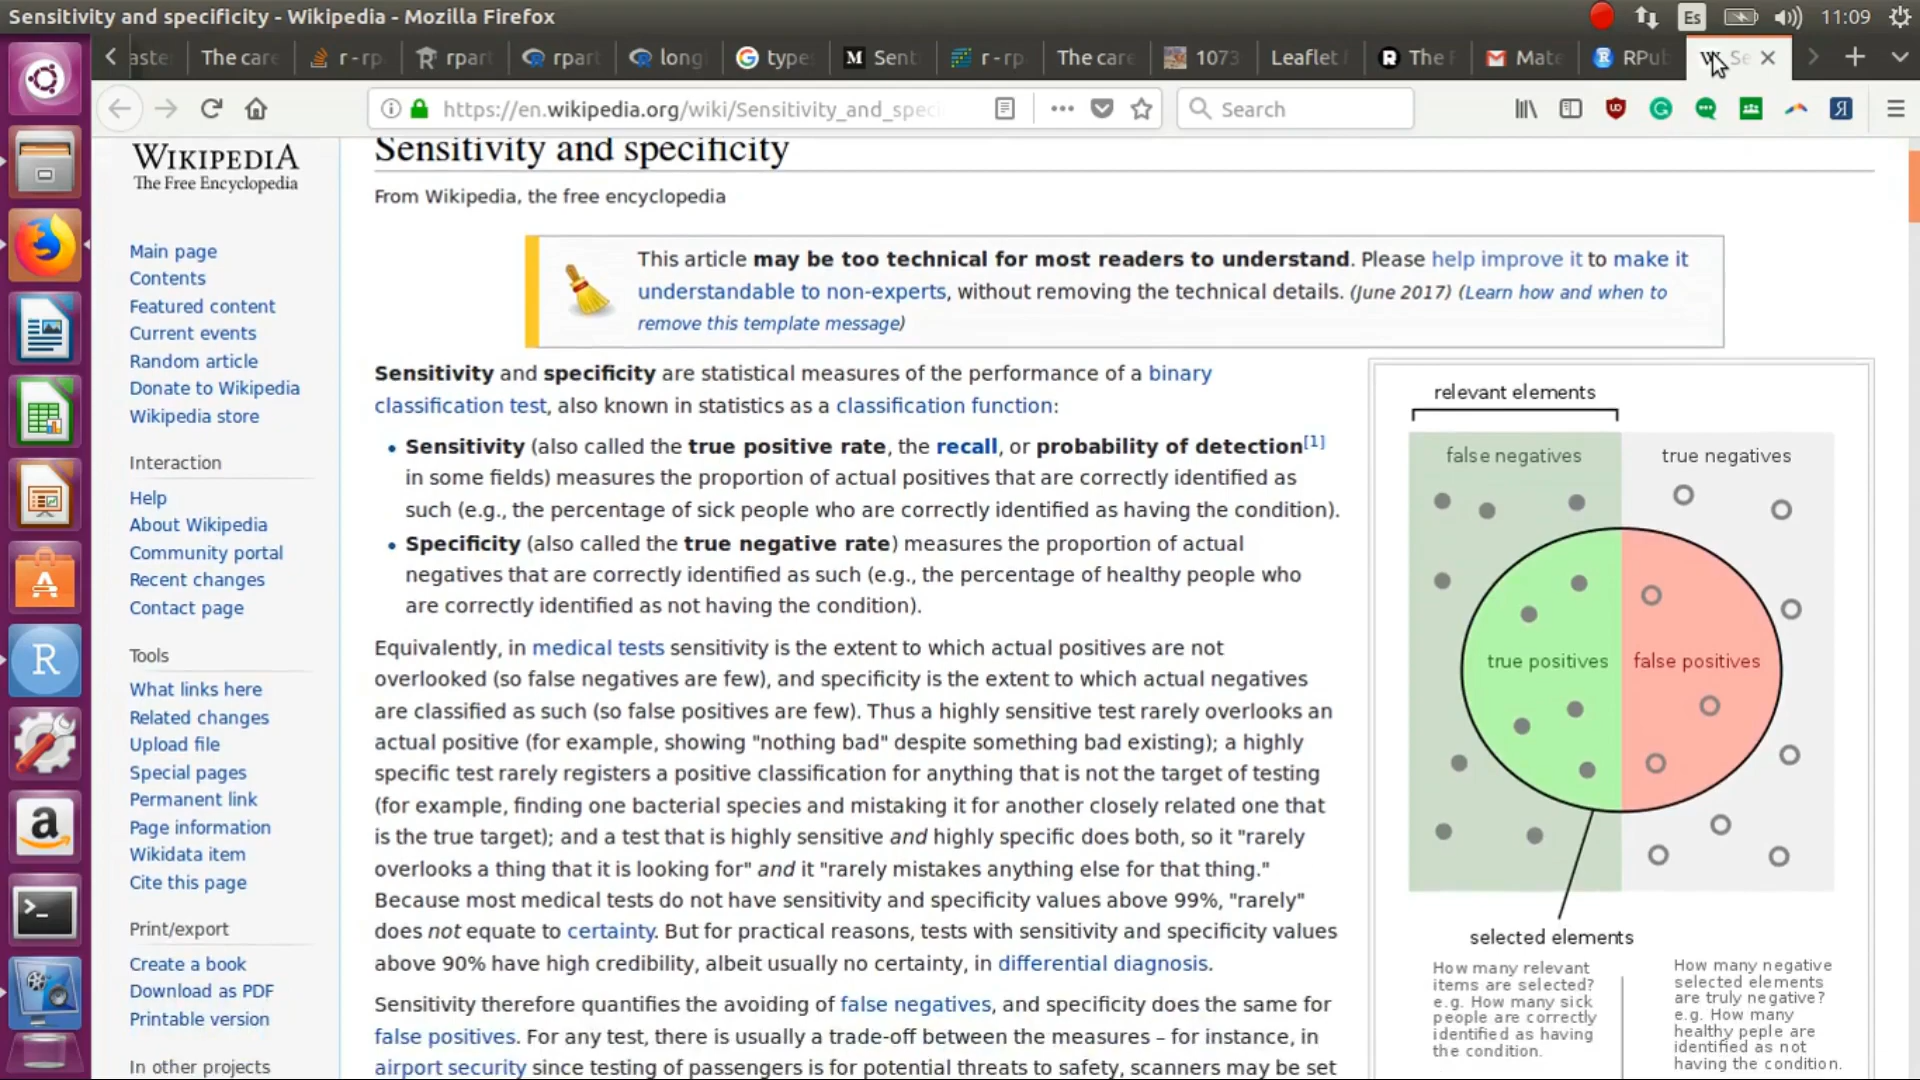 Sensitivity and specificity - Wikipedia - Mozilla Firefox
Es
11:09
aste
The care
r - rp
rpart
rpart
long
type
Sent
r - rp
The care
1073
Leaflet
The
Mate
RPub
Se
https://en.wikipedia.org/wiki/Sensitivity_and_spec
Search
WIKIPEDIA
The Free Encyclopedia
Main page
Contents
Featured content
Current events
Random article
Donate to Wikipedia
Wikipedia store
Interaction
Help
About Wikipedia
Community portal
Recent changes
Contact page
Tools
What links here
Related changes
Upload file
Special pages
Permanent link
Page information
Wikidata item
Cite this page
Print/export
Create a book
Download as PDF
Printable version
In other projects
Sensitivity and specificity
From Wikipedia, the free encyclopedia
This article may be too technical for most readers to understand. Please help improve it to make it
understandable to non-experts, without removing the technical details. (June 2017) (Learn how and when to
remove this template message)
Sensitivity and specificity are statistical measures of the performance of a binary
classification test, also known in statistics as a classification function:
• Sensitivity (also called the true positive rate, the recall, or probability of detection[1]
in some fields) measures the proportion of actual positives that are correctly identified as
such (e.g., the percentage of sick people who are correctly identified as having the condition).
• Specificity (also called the true negative rate) measures the proportion of actual
negatives that are correctly identified as such (e.g., the percentage of healthy people who
are correctly identified as not having the condition).
Equivalently, in medical tests sensitivity is the extent to which actual positives are not
overlooked (so false negatives are few), and specificity is the extent to which actual negatives
are classified as such (so false positives are few). Thus a highly sensitive test rarely overlooks an
actual positive (for example, showing "nothing bad" despite something bad existing); a highly
specific test rarely registers a positive classification for anything that is not the target of testing
(for example, finding one bacterial species and mistaking it for another closely related one that
is the true target); and a test that is highly sensitive and highly specific does both, so it "rarely
overlooks a thing that it is looking for" and it "rarely mistakes anything else for that thing."
Because most medical tests do not have sensitivity and specificity values above 99%, "rarely"
does not equate to certainty. But for practical reasons, tests with sensitivity and specificity values
above 90% have high credibility, albeit usually no certainty, in differential diagnosis.
Sensitivity therefore quantifies the avoiding of false negatives, and specificity does the same for
false positives. For any test, there is usually a trade-off between the measures – for instance, in
airport security since testing of passengers is for potential threats to safety, scanners may be set
relevant elements
false negatives
true negatives
true positives
false positives
selected elements
How many relevant
items are selected?
e.g. How many sick
people are correctly
identified as having
the condition.
How many negative
selected elements
are truly negative?
e.g. How many
healthy peple are
identified as not
having the condition.